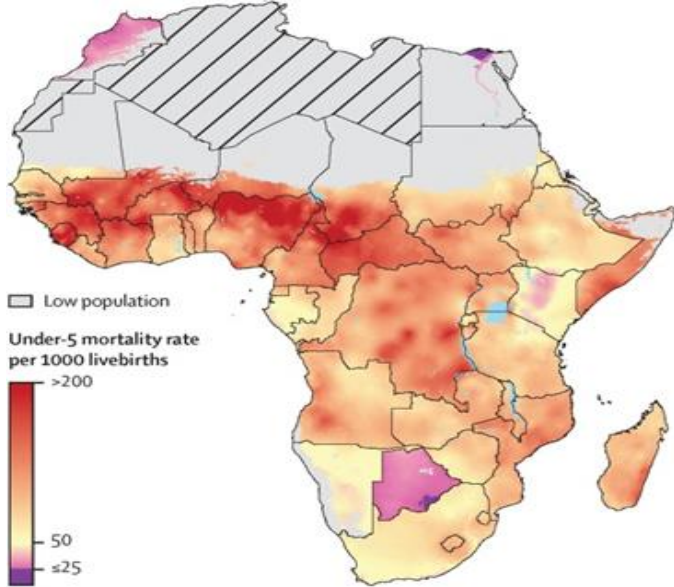 Low population
Under-5 mortality rate
per 1000 livebirths
>200
50
≤25